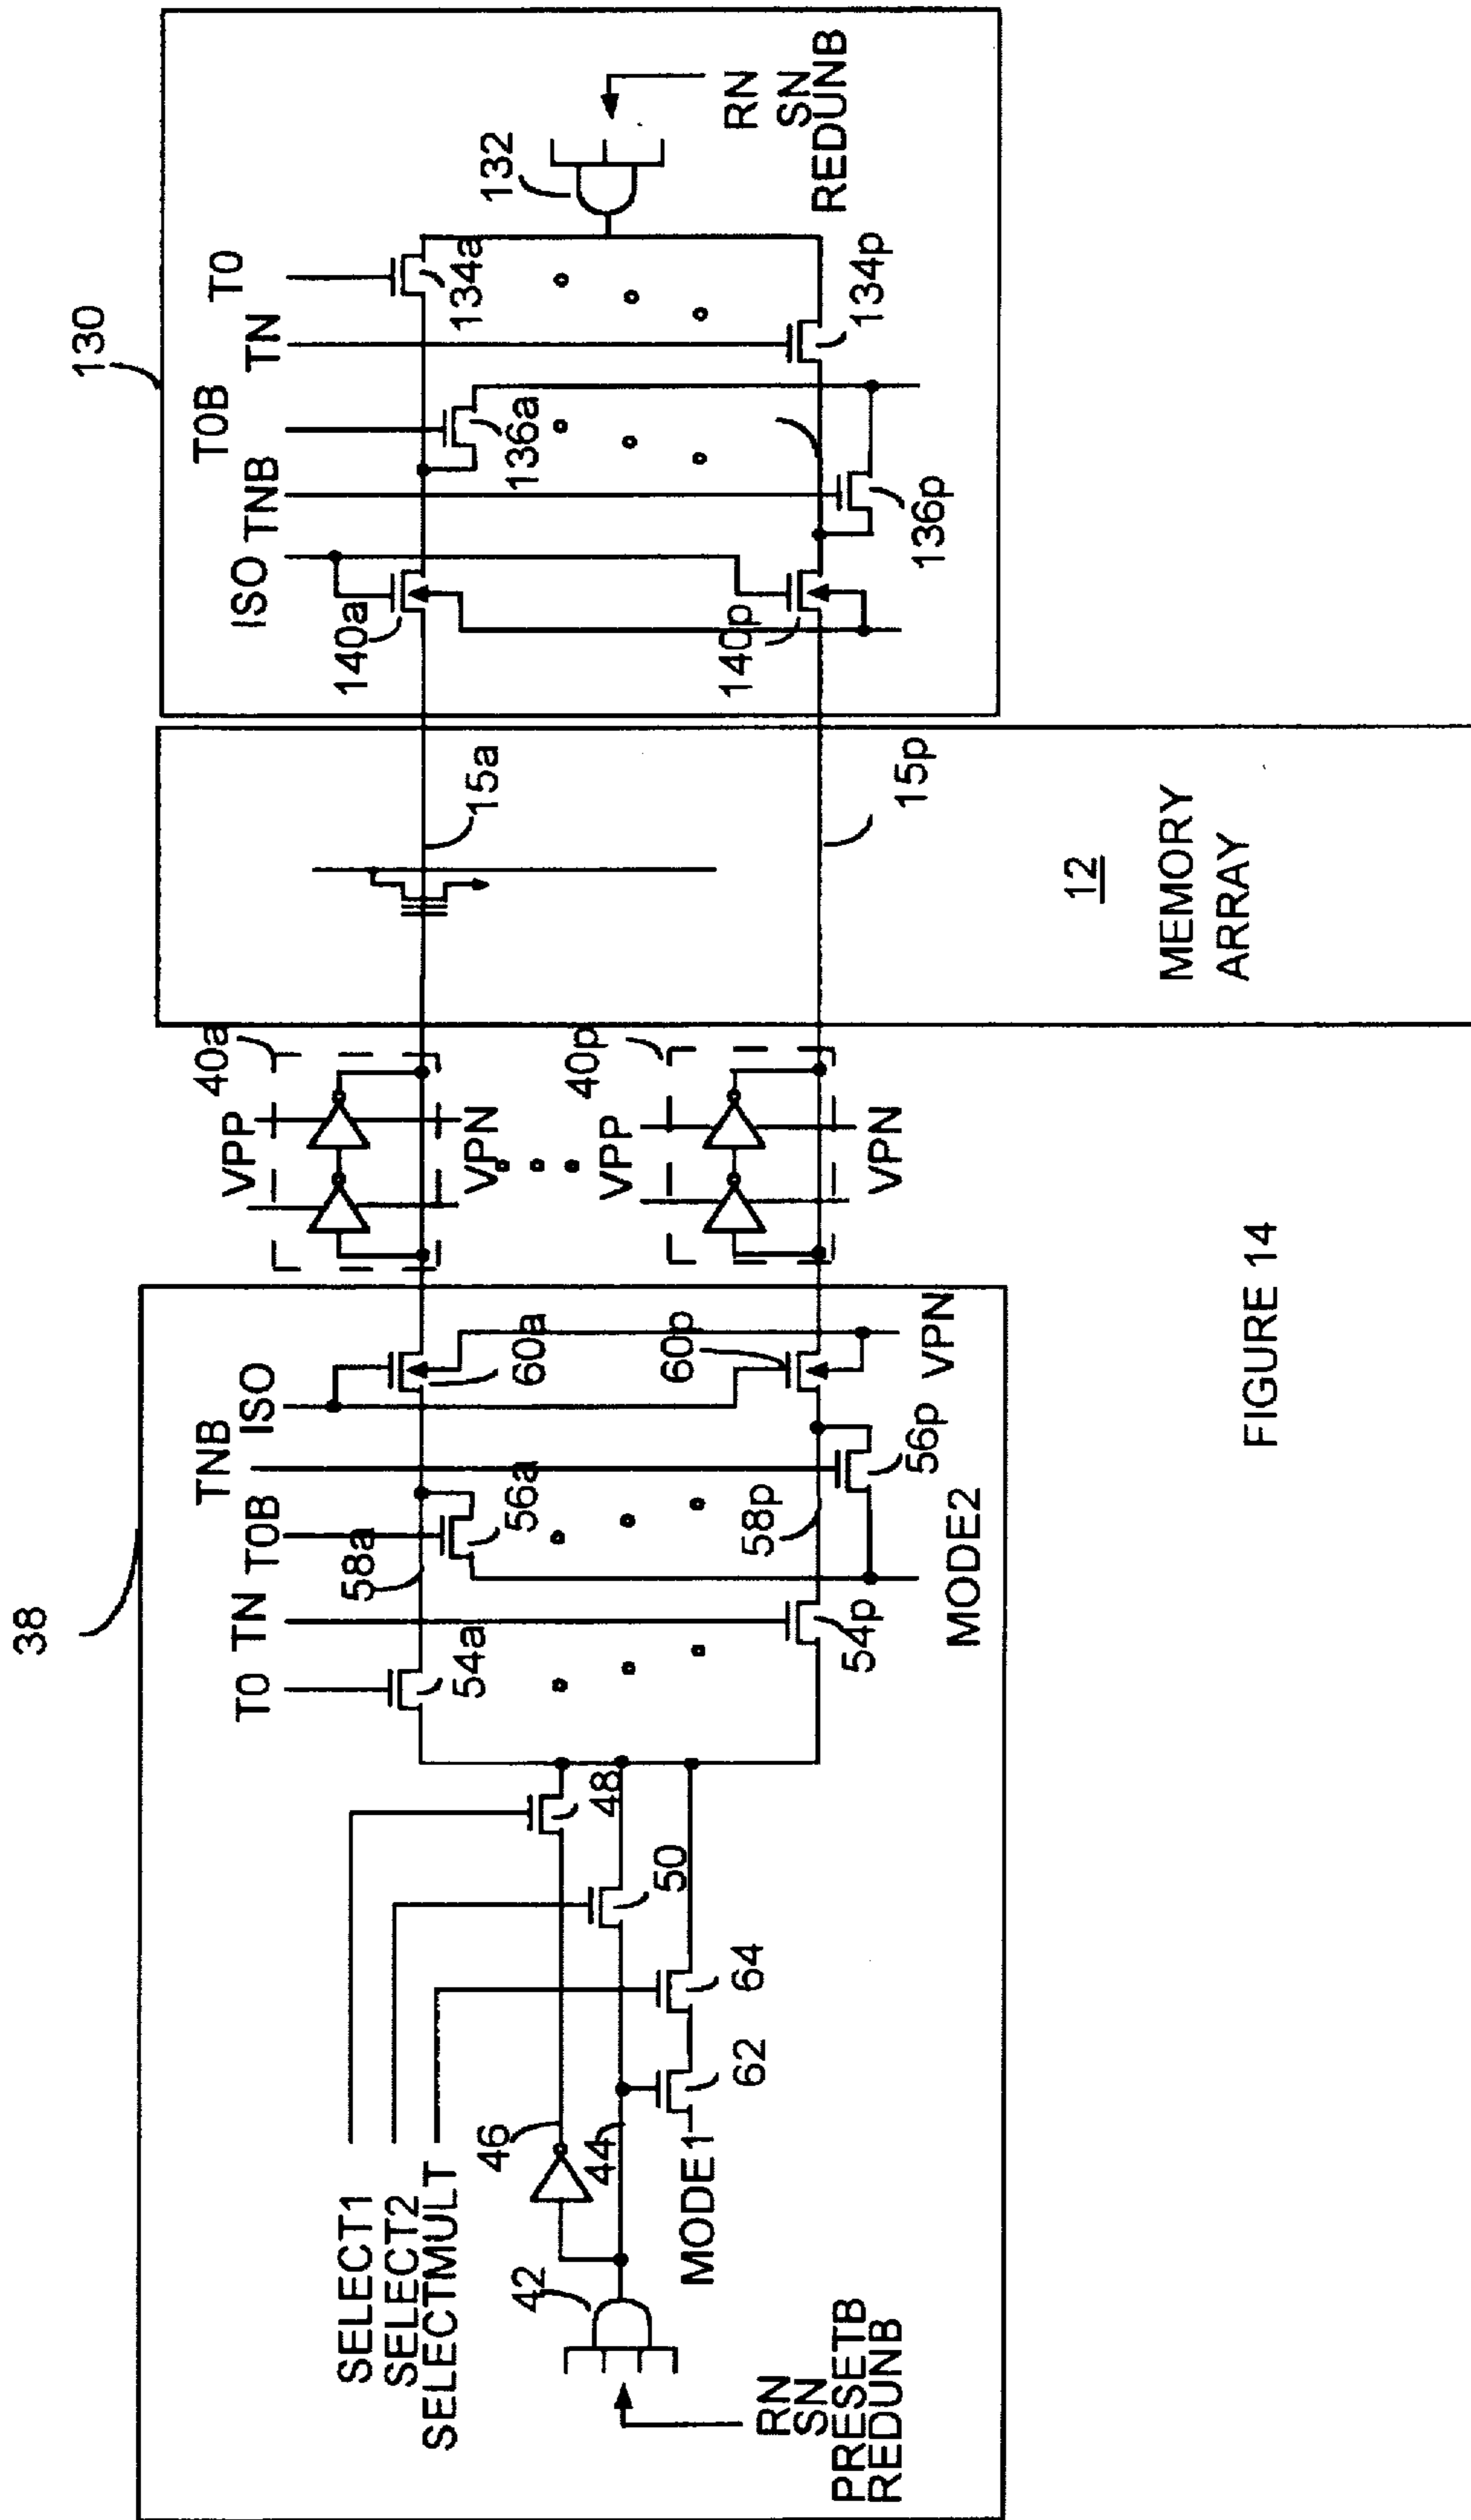 38
SELECT1
SELECT2
SELECTMULT
42
46
44
MODE1
62
64
50
48
RN
SN
PRESETB
REDUNB
T0
TN
T0B
TNB
ISO
54a
58a
56a
60a
54p
58p
56p
60p
MODE2
VPN
40a
VPP
VPN
40p
VPP
VPN
15a
15p
12
MEMORY
ARRAY
130
ISO
TNB
T0B
TN
T0
140a
136a
134a
140p
136p
134p
132
RN
SN
REDUNB
FIGURE 14